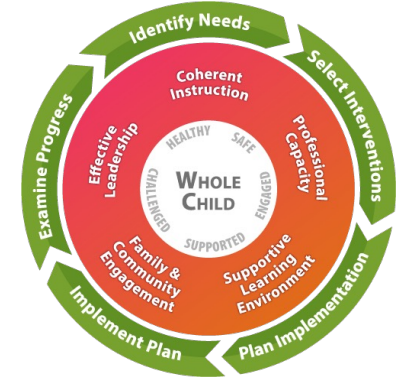 Identify Needs
Select Interventions
Plan Implementation
Implement Plan
Examine Progress
Coherent
Instruction
Professional
Capacity
Supportive
Learning
Environment
Family &
Community
Engagement
Effective
Leadership
HEALTHY
SAFE
ENGAGED
SUPPORTED
CHALLENGED
WHOLE
CHILD